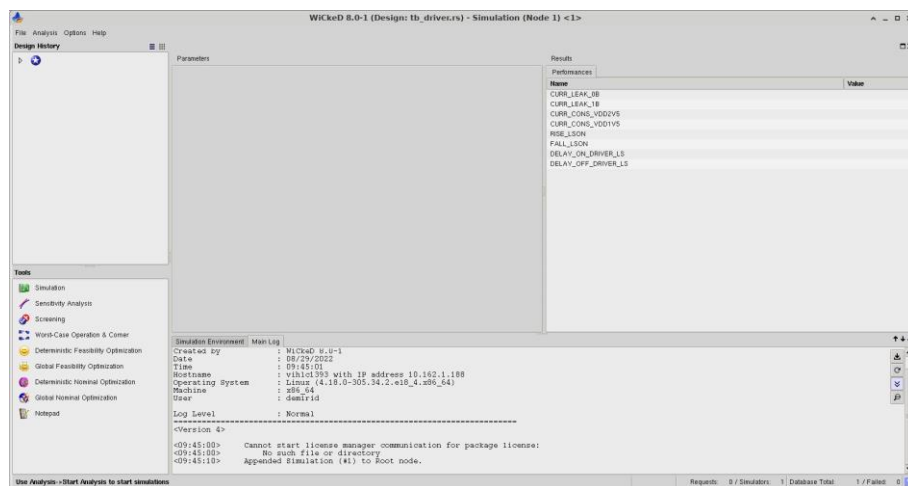 WiCkeD 8.0-1 (Design: tb_driver.rs) - Simulation (Node 1) <1>
File Analysis Options Help
Design History
Parameters
Results
Performances
Name Value
CURR_LEAK_0B
CURR_LEAK_1B
CURR_CONS_VDD2V5
CURR_CONS_VDD1V5
RISE_LSON
FALL_LSON
DELAY_ON_DRIVER_LS
DELAY_OFF_DRIVER_LS
Tools
Simulation
Sensitivity Analysis
Screening
Worst-Case Operation & Corner
Deterministic Feasibility Optimization
Global Feasibility Optimization
Deterministic Nominal Optimization
Global Nominal Optimization
Notepad
Simulation Environment Main Log
Created by : WiCkeD 8.0-1
Date : 08/29/2022
Time : 09:45:01
Hostname : vihlc1393 with IP address 10.162.1.188
Operating System : Linux (4.18.0-305.34.2.el8_4.x86_64)
Machine : x86_64
User : demirid
Log Level : Normal
<Version 4>
<09:45:00> Cannot start license manager communication for package license:
<09:45:00> No such file or directory
<09:45:10> Appended Simulation (#1) to Root node.
Use Analysis->Start Analysis to start simulations
Requests: 0 / Simulators: 1 Database Total: 1 / Failed: 0